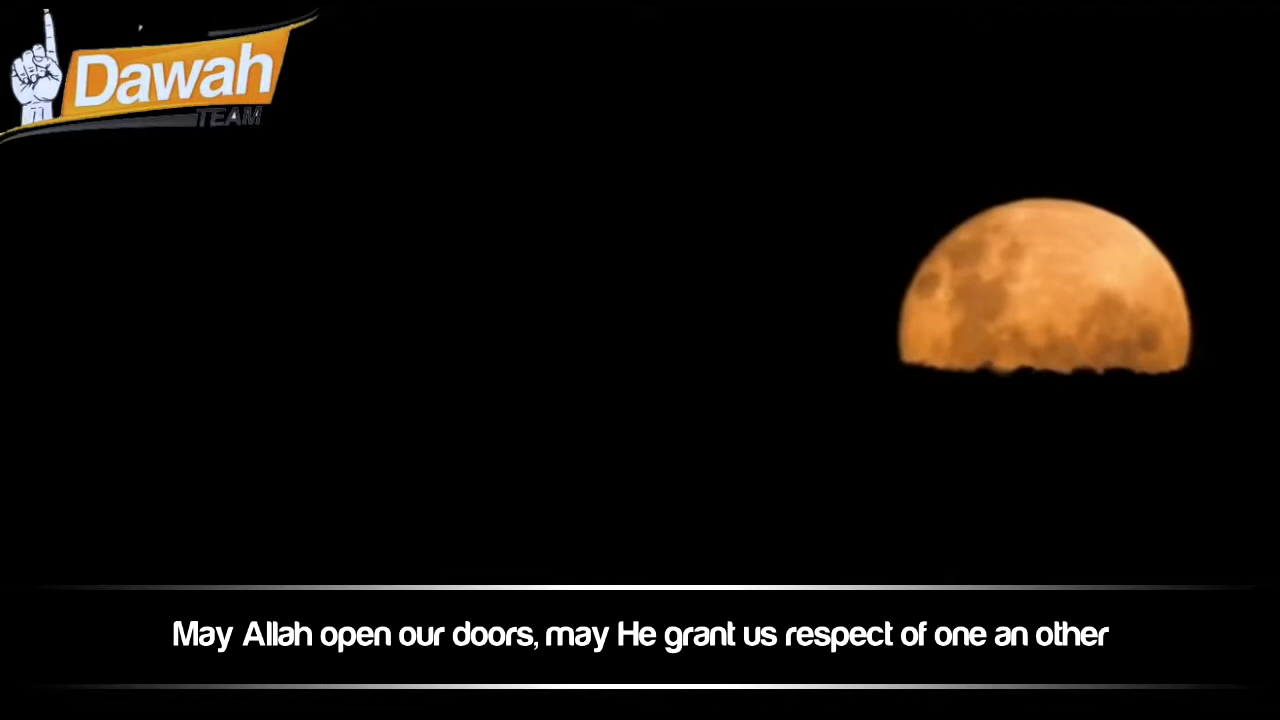 Dawah
TEAM
May Allah open our doors, may He grant us respect of one an other